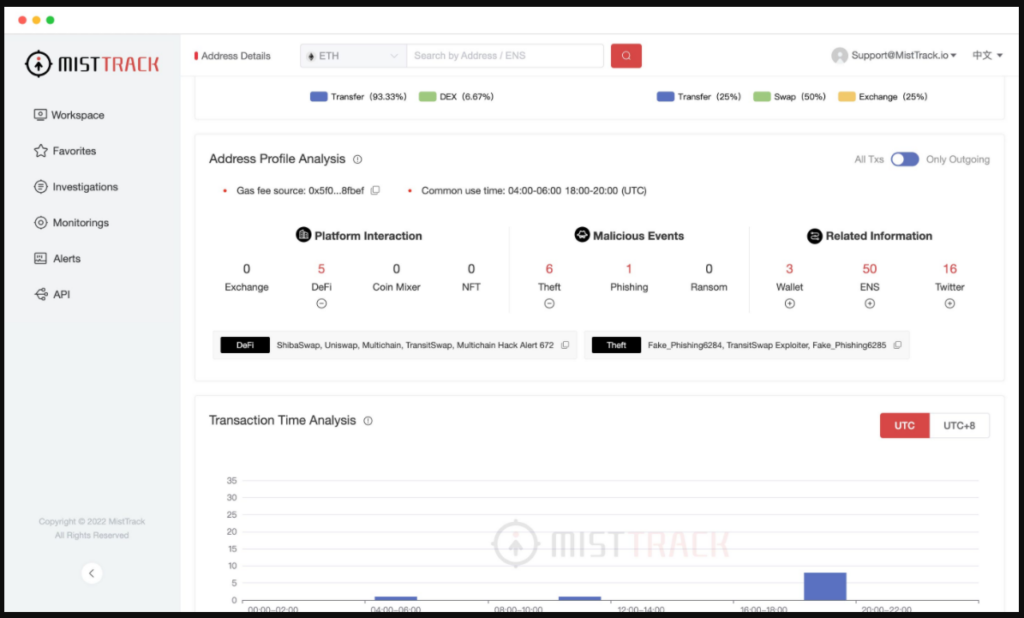 MISTTRACK
Address Details
ETH
Search by Address / ENS
Support@MistTrack.io
中文
Workspace
Favorites
Investigations
Monitorings
Alerts
API
Copyright © 2022 MistTrack
All Rights Reserved
Transfer (93.33%) DEX (6.67%)
Transfer (25%) Swap (50%) Exchange (25%)
Address Profile Analysis
All Txs Only Outgoing
• Gas fee source: 0x5f0...8fbef • Common use time: 04:00-06:00 18:00-20:00 (UTC)
Platform Interaction
0 5 0 0
Exchange DeFi Coin Mixer NFT
Malicious Events
6 1 0
Theft Phishing Ransom
Related Information
3 50 16
Wallet ENS Twitter
DeFi ShibaSwap, Uniswap, Multichain, TransitSwap, Multichain Hack Alert 672
Theft Fake_Phishing6284, TransitSwap Exploiter, Fake_Phishing6285
Transaction Time Analysis
UTC UTC+8
35
30
25
20
15
10
5
0
MISTTRACK
00:00–02:00 04:00–06:00 08:00–10:00 12:00–14:00 16:00–18:00 20:00–22:00